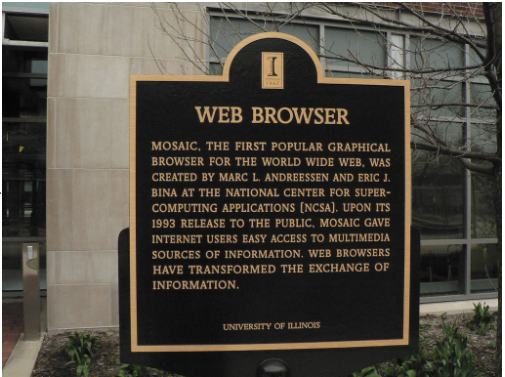 I
WEB BROWSER
MOSAIC, THE FIRST POPULAR GRAPHICAL
BROWSER FOR THE WORLD WIDE WEB, WAS
CREATED BY MARC L. ANDREESSEN AND ERIC J.
BINA AT THE NATIONAL CENTER FOR SUPER-
COMPUTING APPLICATIONS [NCSA]. UPON ITS
1993 RELEASE TO THE PUBLIC, MOSAIC GAVE
INTERNET USERS EASY ACCESS TO MULTIMEDIA
SOURCES OF INFORMATION. WEB BROWSERS
HAVE TRANSFORMED THE EXCHANGE OF
INFORMATION.
UNIVERSITY OF ILLINOIS